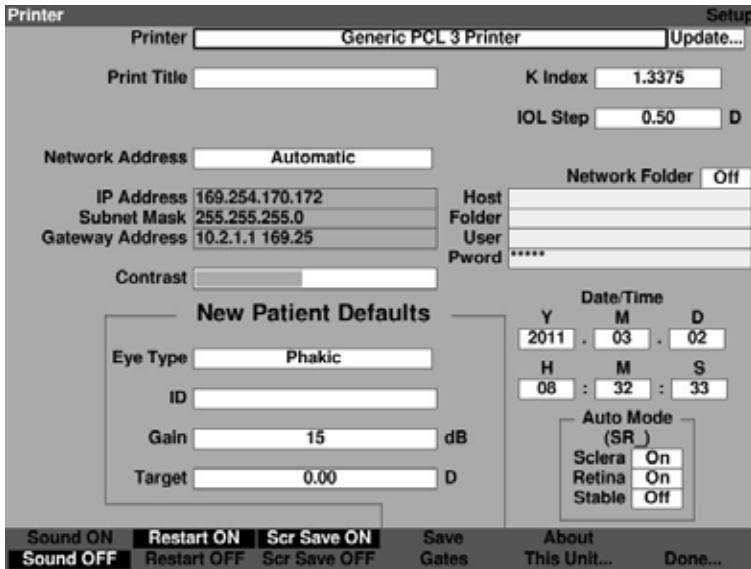 Printer Setup
Printer Generic PCL 3 Printer Update...
Print Title K Index 1.3375
IOL Step 0.50 D
Network Address Automatic
Network Folder Off
IP Address 169.254.170.172 Host
Subnet Mask 255.255.255.0 Folder
Gateway Address 10.2.1.1 169.25 User
Pword *****
Contrast
Date/Time
New Patient Defaults
Y M D
2011 . 03 . 02
Eye Type Phakic
H M S
08 : 32 : 33
ID
Auto Mode
(SR_)
Gain 15 dB
Sclera On
Retina On
Target 0.00 D
Stable Off
Sound ON Restart ON Scr Save ON Save About
Sound OFF Restart OFF Scr Save OFF Gates This Unit... Done...